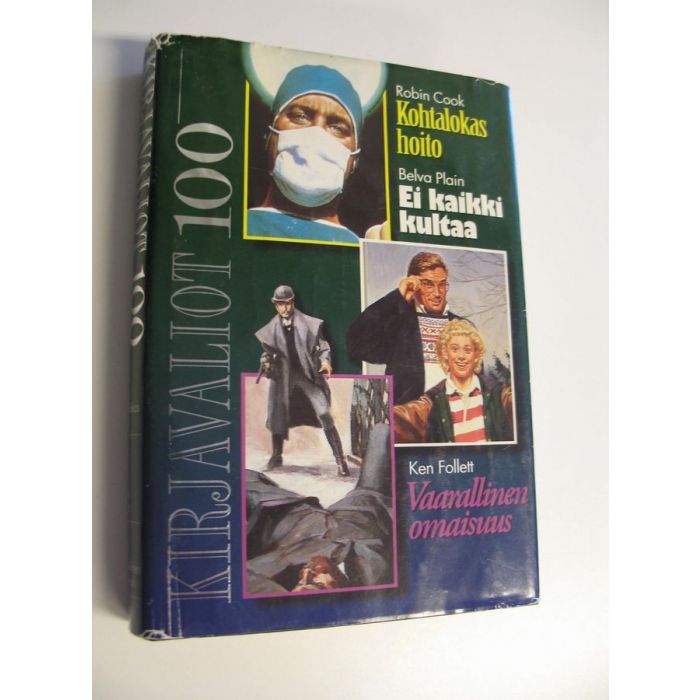 KIRJAVALIOT 100
Robin Cook
Kohtalokas
hoito
Belva Plain
Ei kaikki
kultaa
Ken Follett
Vaarallinen
omaisuus